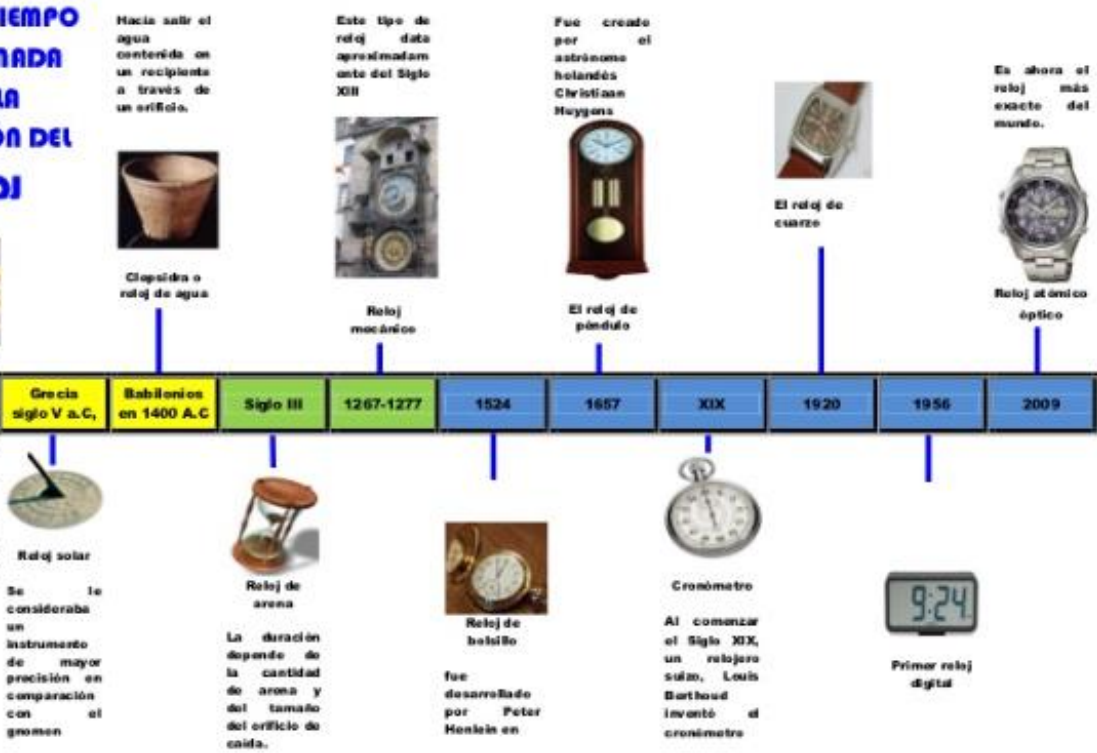 IEMPO
NADA
LA
ÓN DEL
OJ
Hacía salir el
agua
contenida en
un recipiente
a través de
un orificio.
Clepsidra o
reloj de agua
Este tipo de
reloj data
aproximadam
ente del Siglo
XIII
Reloj
mecánico
Fue creado
por el
astrónomo
holandés
Christiaan
Huygens
El reloj de
péndulo
El reloj de
cuarzo
Es ahora el
reloj más
exacto del
mundo.
Reloj atómico
óptico
Grecia
siglo V a.C,
Babilonios
en 1400 A.C
Siglo III
1267-1277
1524
1657
XIX
1920
1956
2009
Reloj solar
Se le
consideraba
un
instrumento
de mayor
precisión en
comparación
con el
gnomen
Reloj de
arena
La duración
depende de
la cantidad
de arena y
del tamaño
del orificio de
caída.
Reloj de
bolsillo
fue
desarrollado
por Peter
Henlein en
Cronómetro
Al comenzar
el Siglo XIX,
un relojero
suizo, Louis
Berthoud
inventó el
cronómetro
9:24
Primer reloj
digital